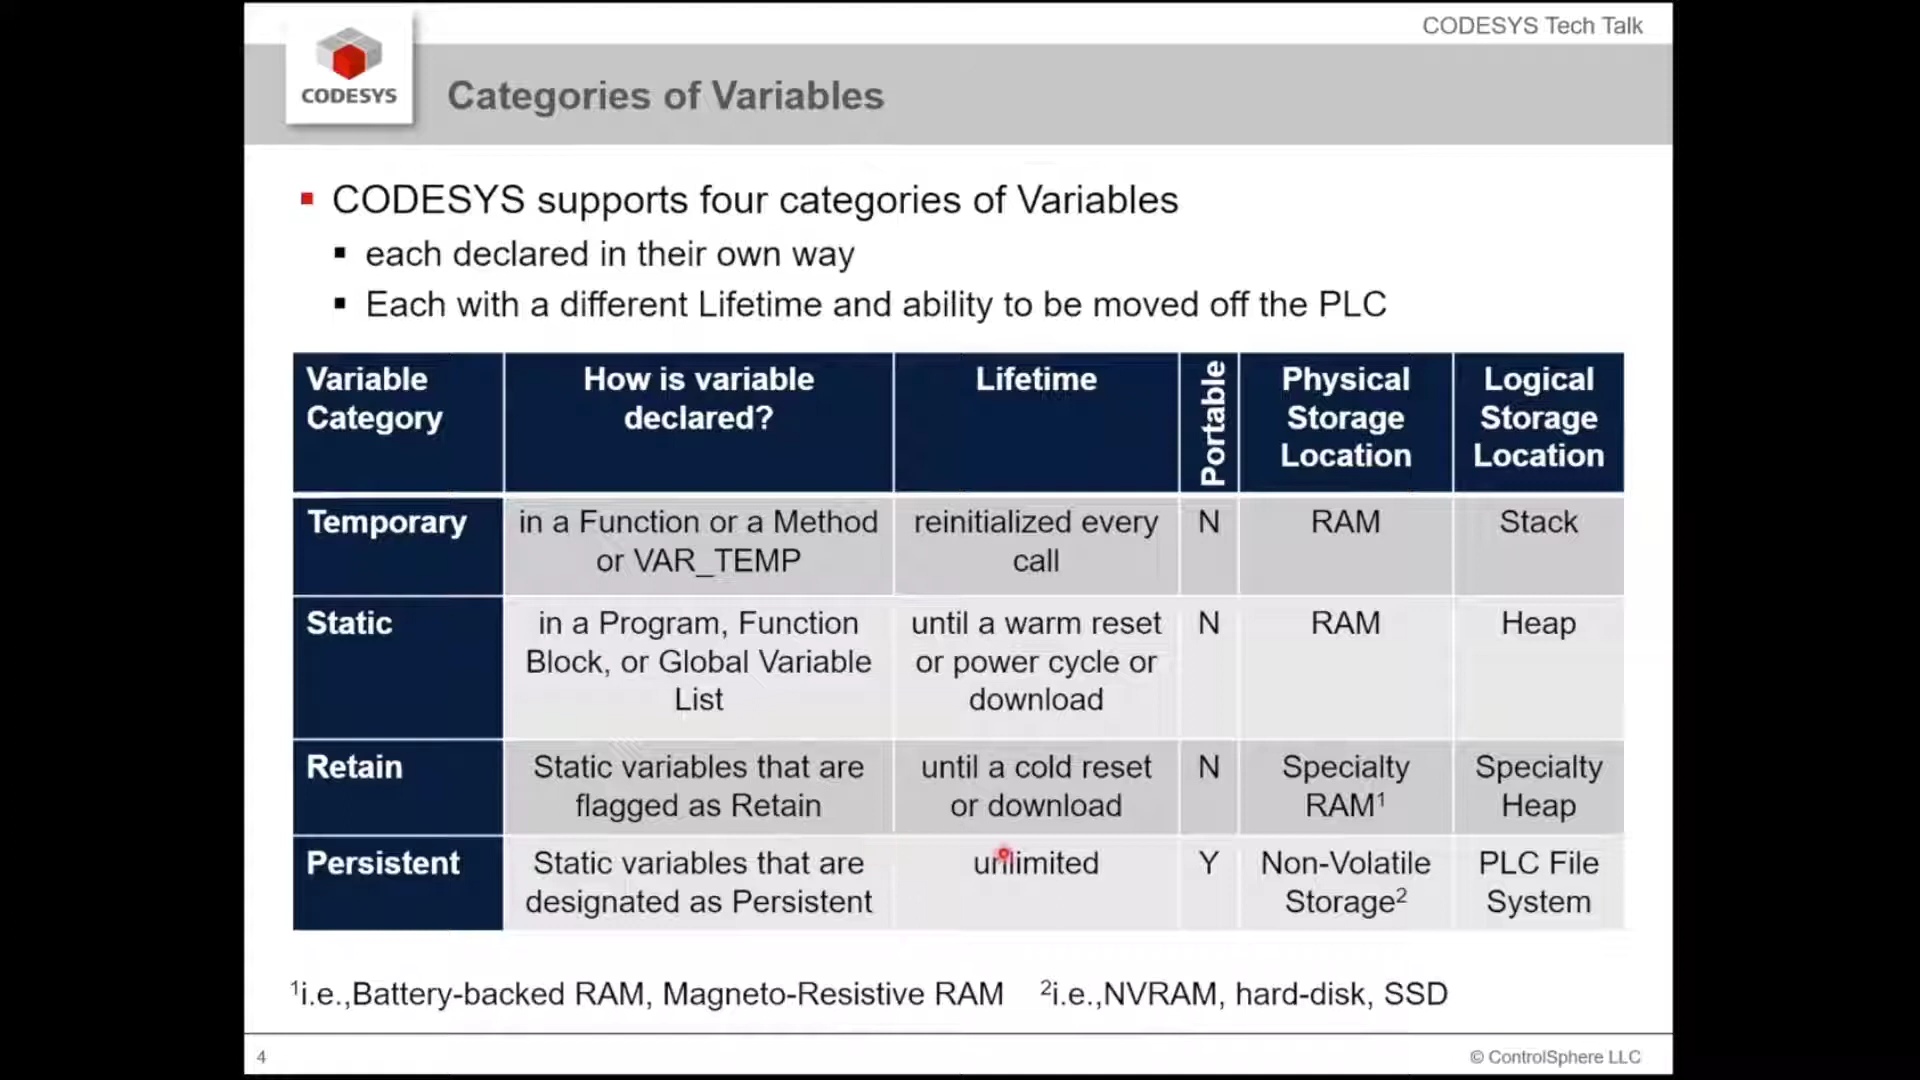 CODESYS Tech Talk
CODESYS
Categories of Variables
CODESYS supports four categories of Variables
each declared in their own way
Each with a different Lifetime and ability to be moved off the PLC
Variable Category
How is variable declared?
Lifetime
Portable
Physical Storage Location
Logical Storage Location
Temporary
in a Function or a Method or VAR_TEMP
reinitialized every call
N
RAM
Stack
Static
in a Program, Function Block, or Global Variable List
until a warm reset or power cycle or download
N
RAM
Heap
Retain
Static variables that are flagged as Retain
until a cold reset or download
N
Specialty RAM¹
Specialty Heap
Persistent
Static variables that are designated as Persistent
unlimited
Y
Non-Volatile Storage²
PLC File System
¹i.e.,Battery-backed RAM, Magneto-Resistive RAM ²i.e.,NVRAM, hard-disk, SSD
4
© ControlSphere LLC